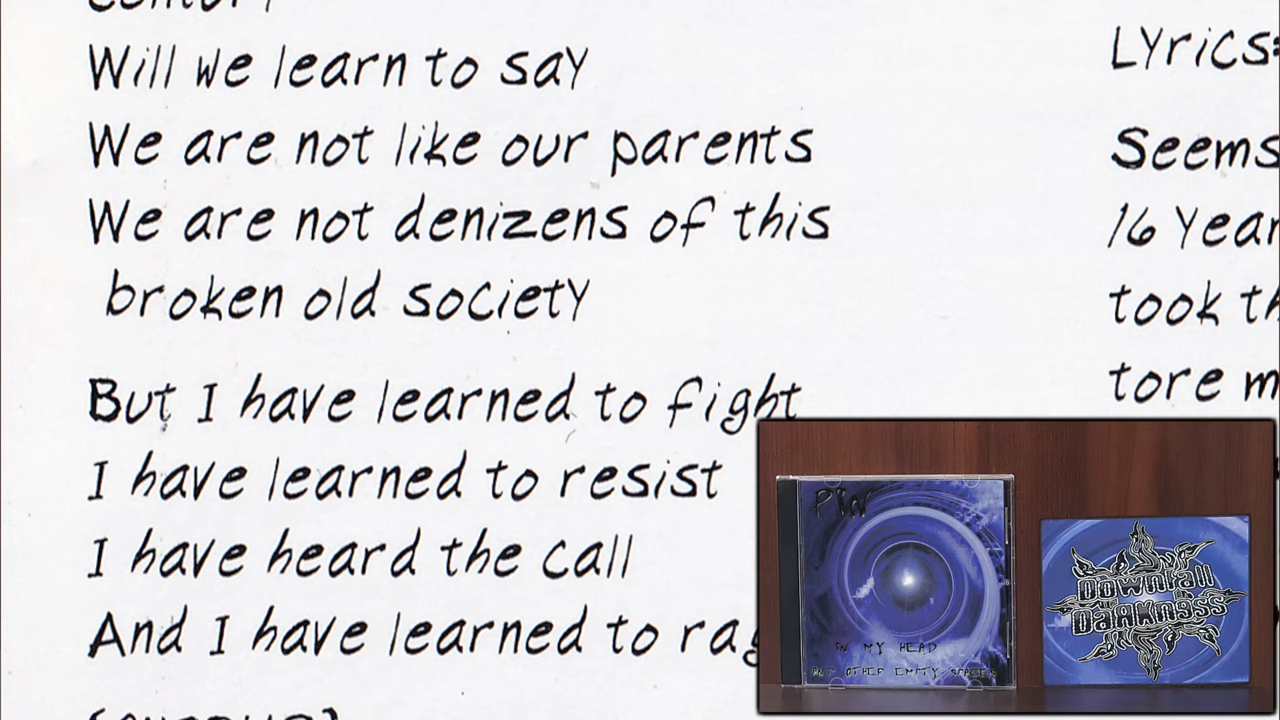 Will we learn to say
We are not like our parents
We are not denizens of this
broken old society
But I have learned to fight
I have learned to resist
I have heard the call
And I have learned to rag
Lyrics:
Seems
16 Year
took th
tore m
PIN
IN MY HEAD
AND OTHER EMPTY SPACES
Downfall
Darkness